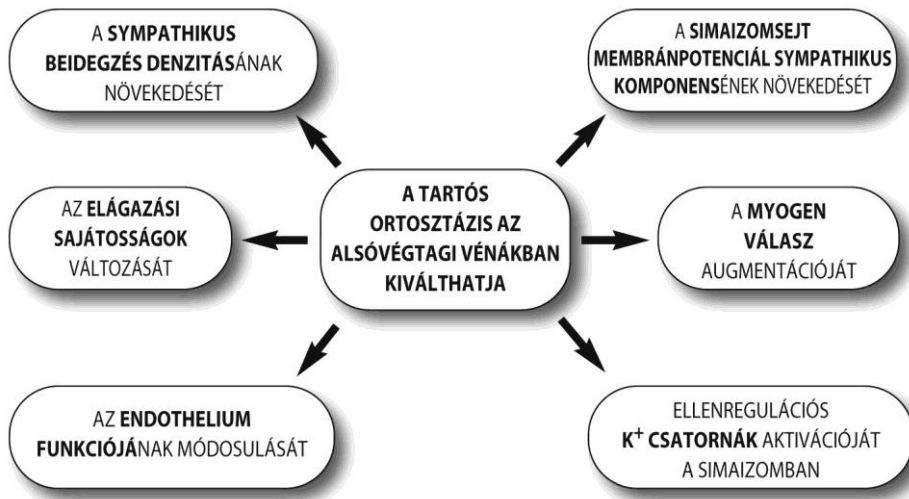 A SYMPATHIKUS
BEIDEGZÉS DENZITÁSÁNAK
NÖVEKEDÉSÉT
A SIMAIZOMSEJT
MEMBRÁNPOTENCIÁL SYMPATHIKUS
KOMPONENSÉNEK NÖVEKEDÉSÉT
AZ ELÁGAZÁSI
SAJÁTOSSÁGOK
VÁLTOZÁSÁT
A TARTÓS
ORTOSZTÁZIS AZ
ALSÓVÉGTAGI VÉNÁKBAN
KIVÁLTHATJA
A MYOGEN
VÁLASZ
AUGMENTÁCIÓJÁT
AZ ENDOTHELIUM
FUNKCIÓJÁNAK MÓDOSULÁSÁT
ELLENREGULÁCIÓS
K⁺ CSATORNÁK AKTIVÁCIÓJÁT
A SIMAIZOMBAN